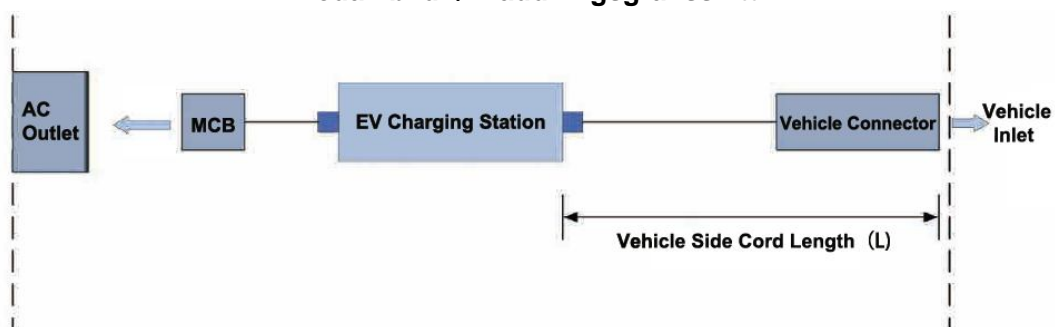 AC
Outlet
MCB
EV Charging Station
Vehicle Connector
Vehicle
Inlet
Vehicle Side Cord Length (L)